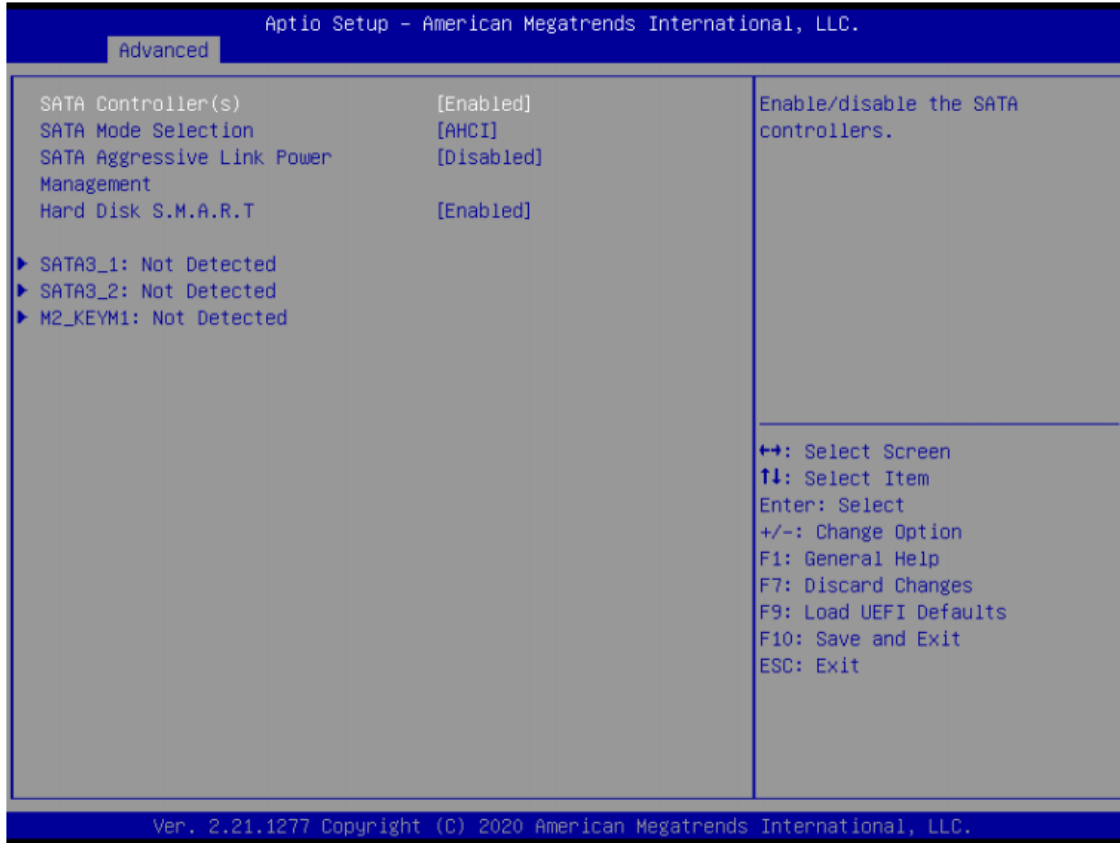 Aptio Setup – American Megatrends International, LLC.
Advanced
SATA Controller(s) [Enabled]
SATA Mode Selection [AHCI]
SATA Aggressive Link Power [Disabled]
Management
Hard Disk S.M.A.R.T [Enabled]
▶ SATA3_1: Not Detected
▶ SATA3_2: Not Detected
▶ M2_KEYM1: Not Detected
Enable/disable the SATA
controllers.
↔: Select Screen
↑↓: Select Item
Enter: Select
+/-: Change Option
F1: General Help
F7: Discard Changes
F9: Load UEFI Defaults
F10: Save and Exit
ESC: Exit
Ver. 2.21.1277 Copyright (C) 2020 American Megatrends International, LLC.